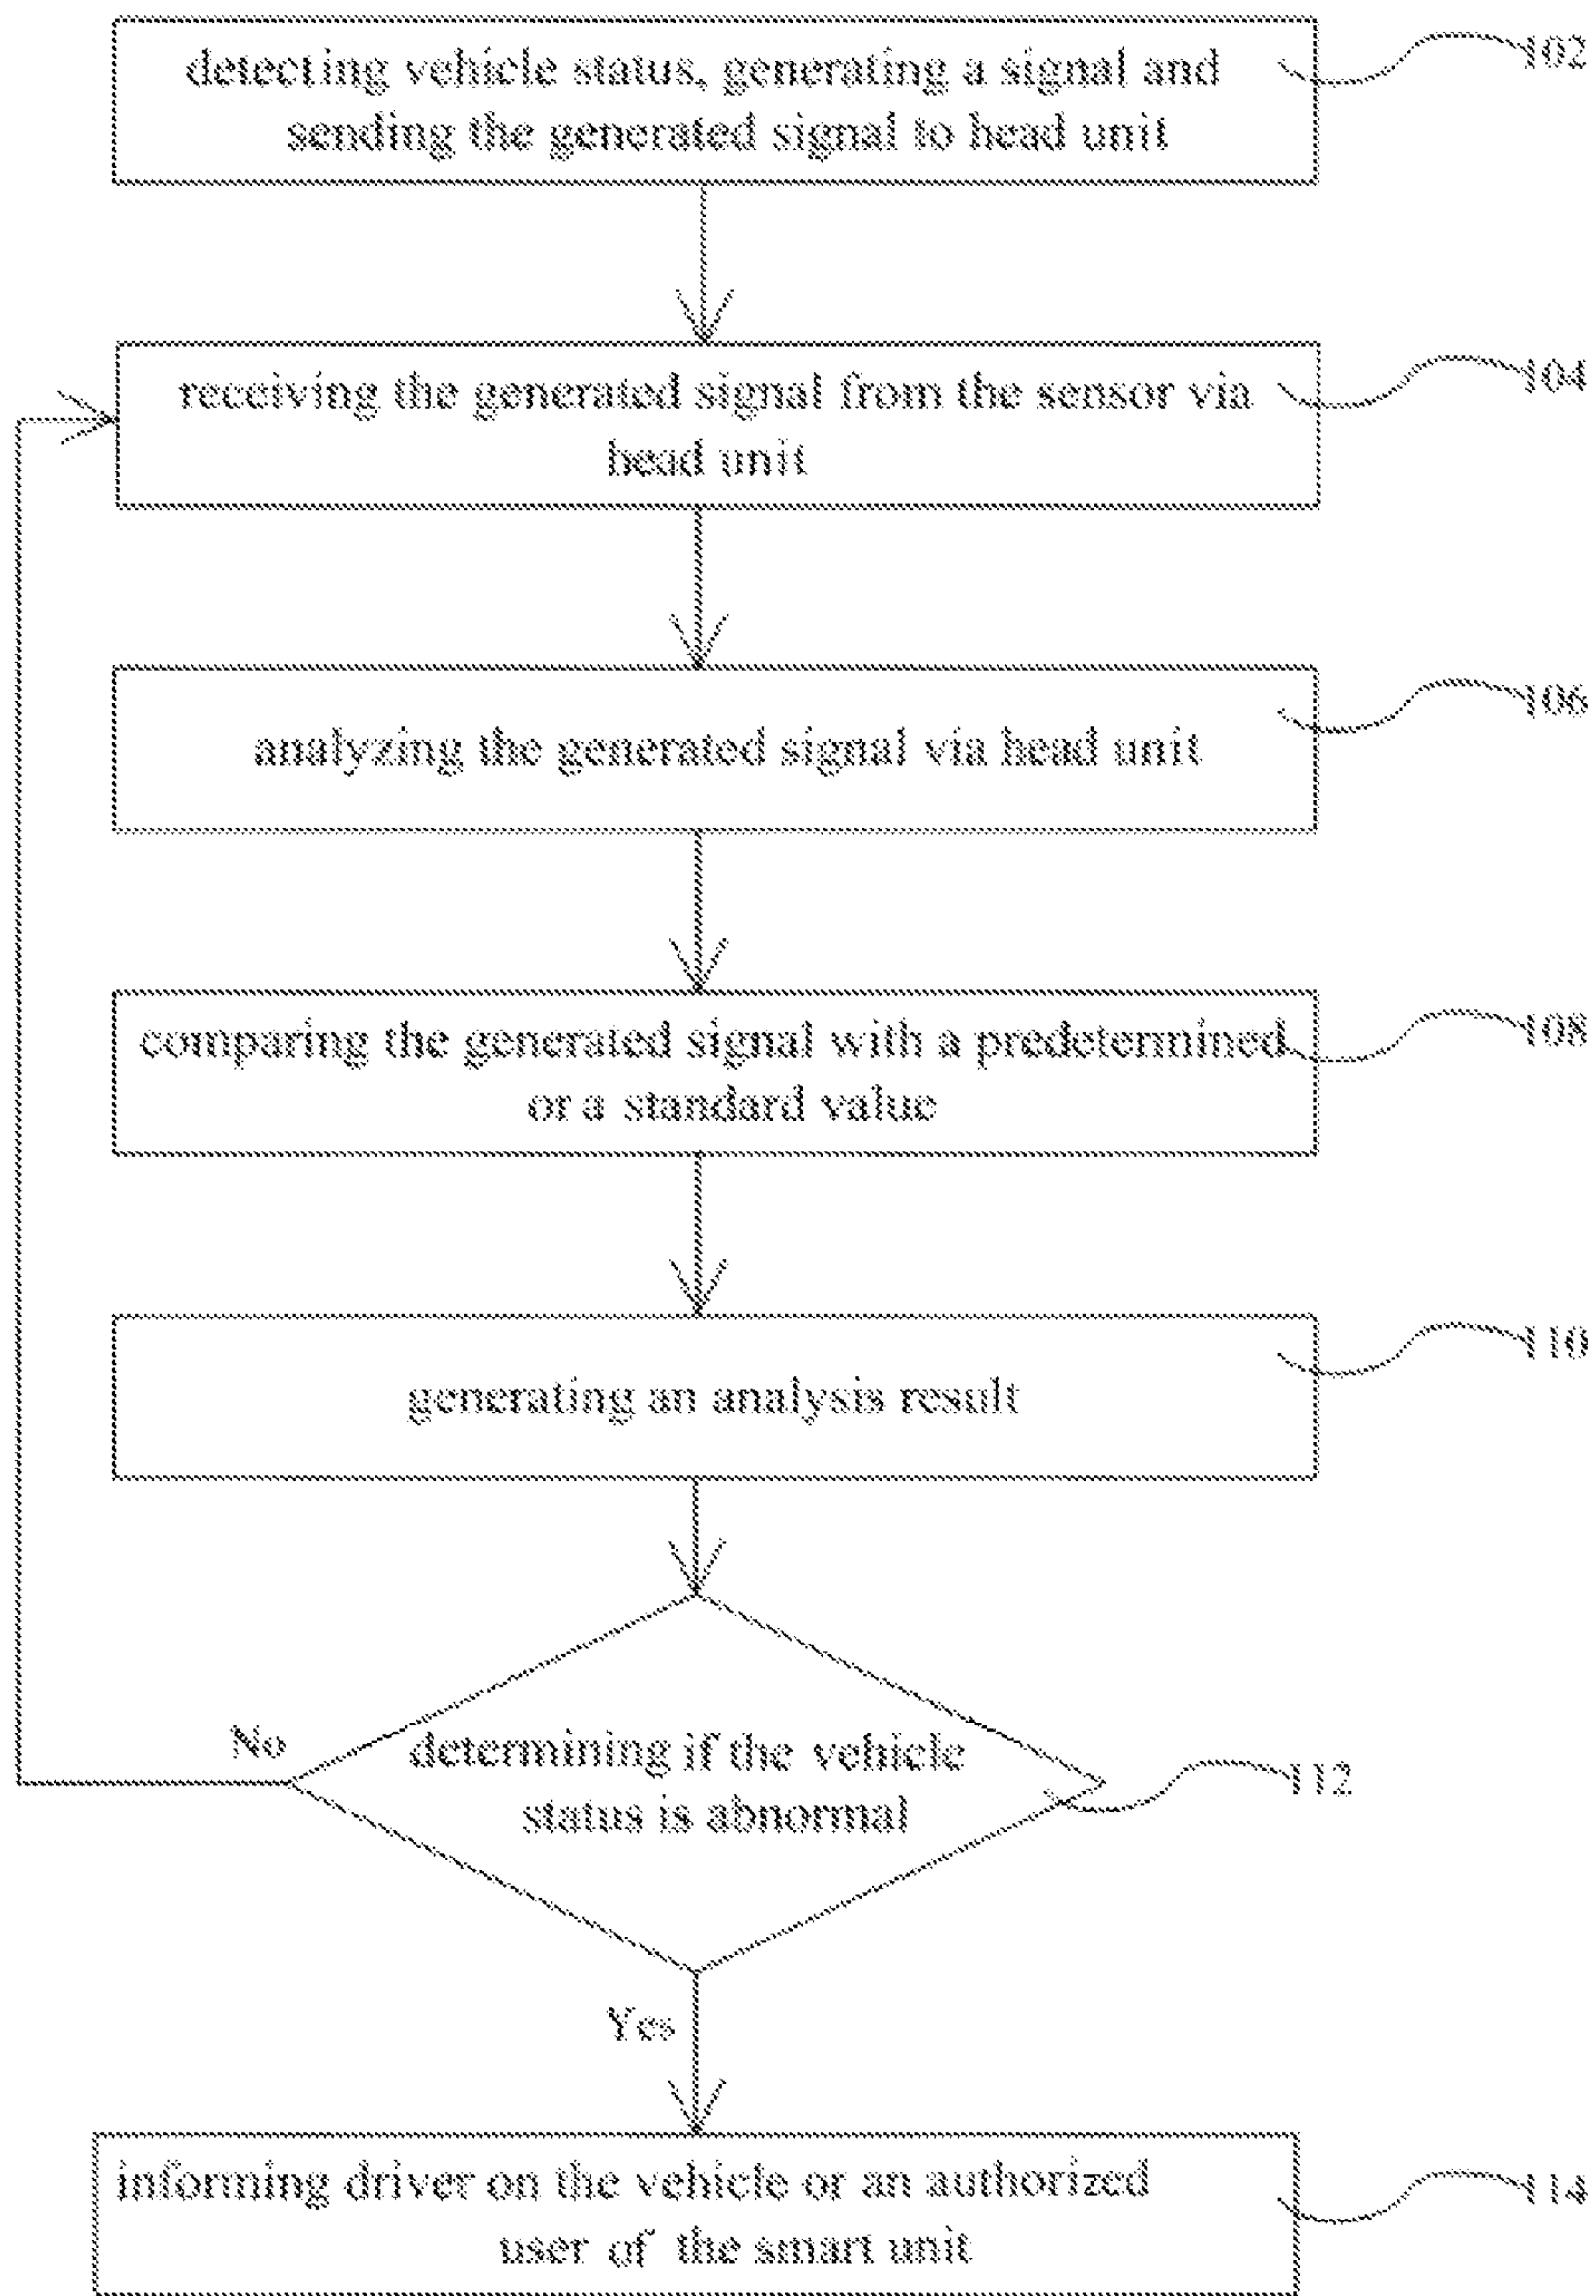 detecting vehicle status, generating a signal and
sending the generated signal to head unit
102
receiving the generated signal from the sensor via
head unit
104
analyzing the generated signal via head unit
106
comparing the generated signal with a predetermined
or a standard value
108
generating an analysis result
110
No
determining if the vehicle
status is abnormal
112
Yes
informing driver on the vehicle or an authorized
user of the smart unit
114